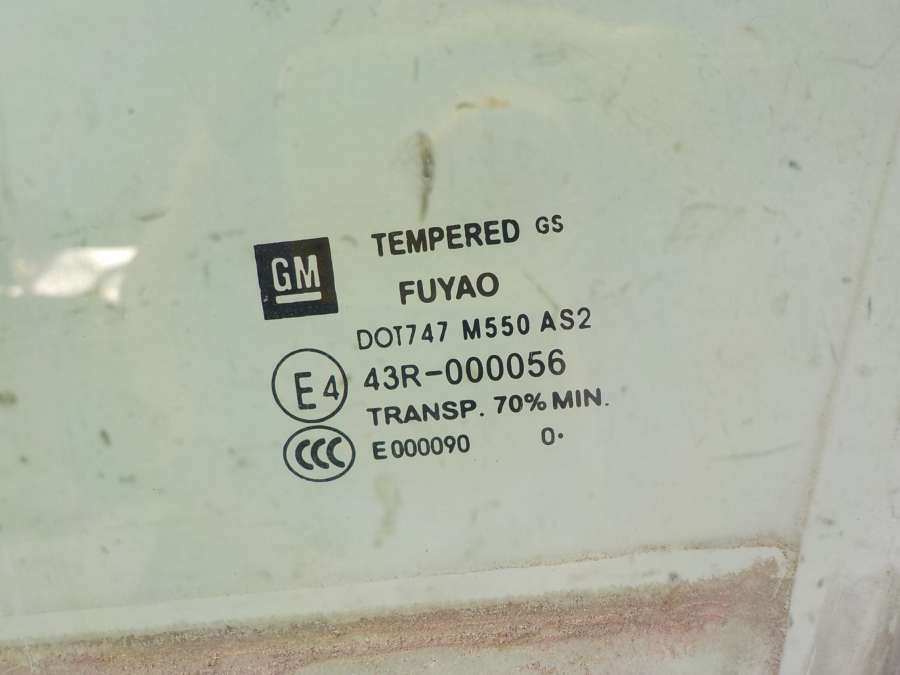 GM
TEMPERED GS
FUYAO
DOT747 M550 AS2
E4 43R-000056
TRANSP. 70% MIN.
CCC E000090 0•